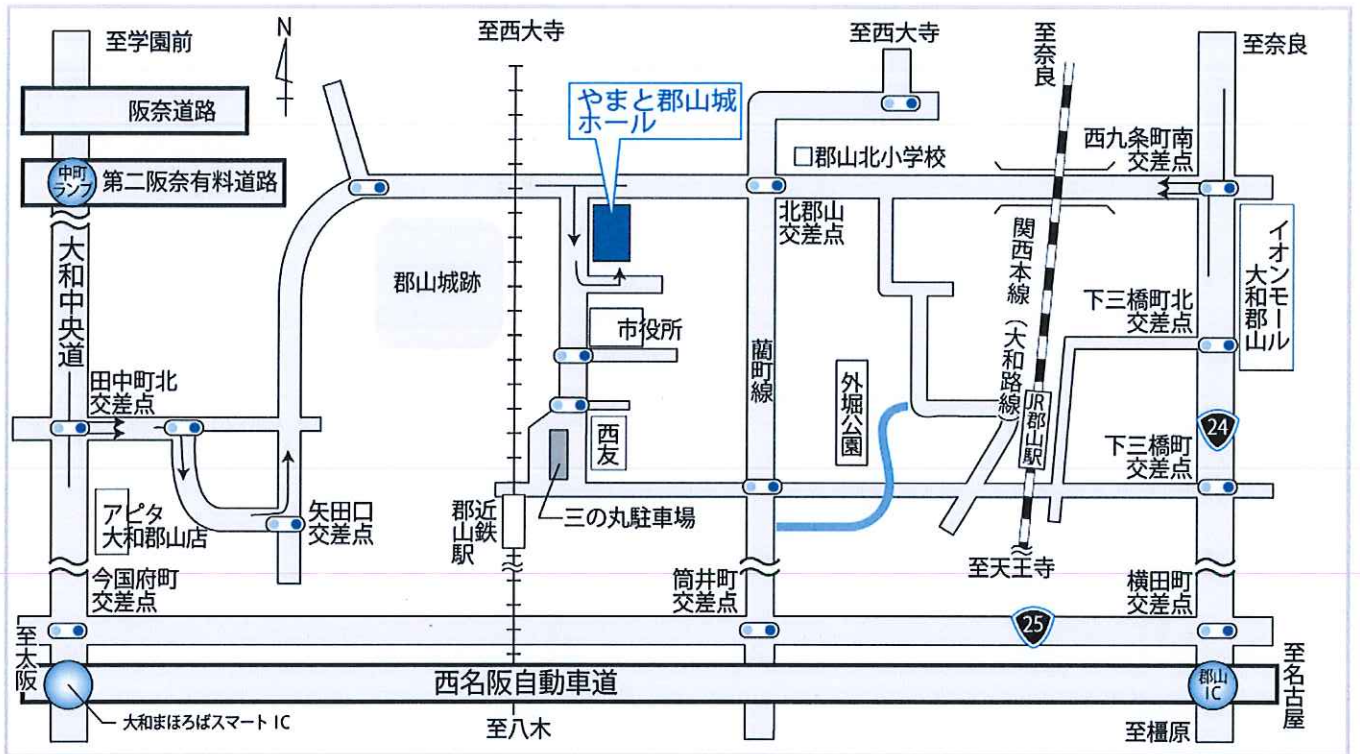 至学園前
N
至西大寺
至西大寺
至奈良
至奈良
阪奈道路
やまと郡山城
ホール
中町
ランプ
第二阪奈有料道路
□郡山北小学校
西九条町南
交差点
北郡山
交差点
大和中央道
郡山城跡
関西本線(大和路線)
イオンモール
大和郡山
市役所
下三橋町北
交差点
藺町線
外堀公園
田中町北
交差点
JR郡山駅
24
西友
下三橋町
交差点
アピタ
大和郡山店
矢田口
交差点
近鉄
郡山駅
三の丸駐車場
至天王寺
今国府町
交差点
筒井町
交差点
横田町
交差点
25
至大阪
西名阪自動車道
郡山
IC
至名古屋
大和まほろばスマートIC
至八木
至橿原